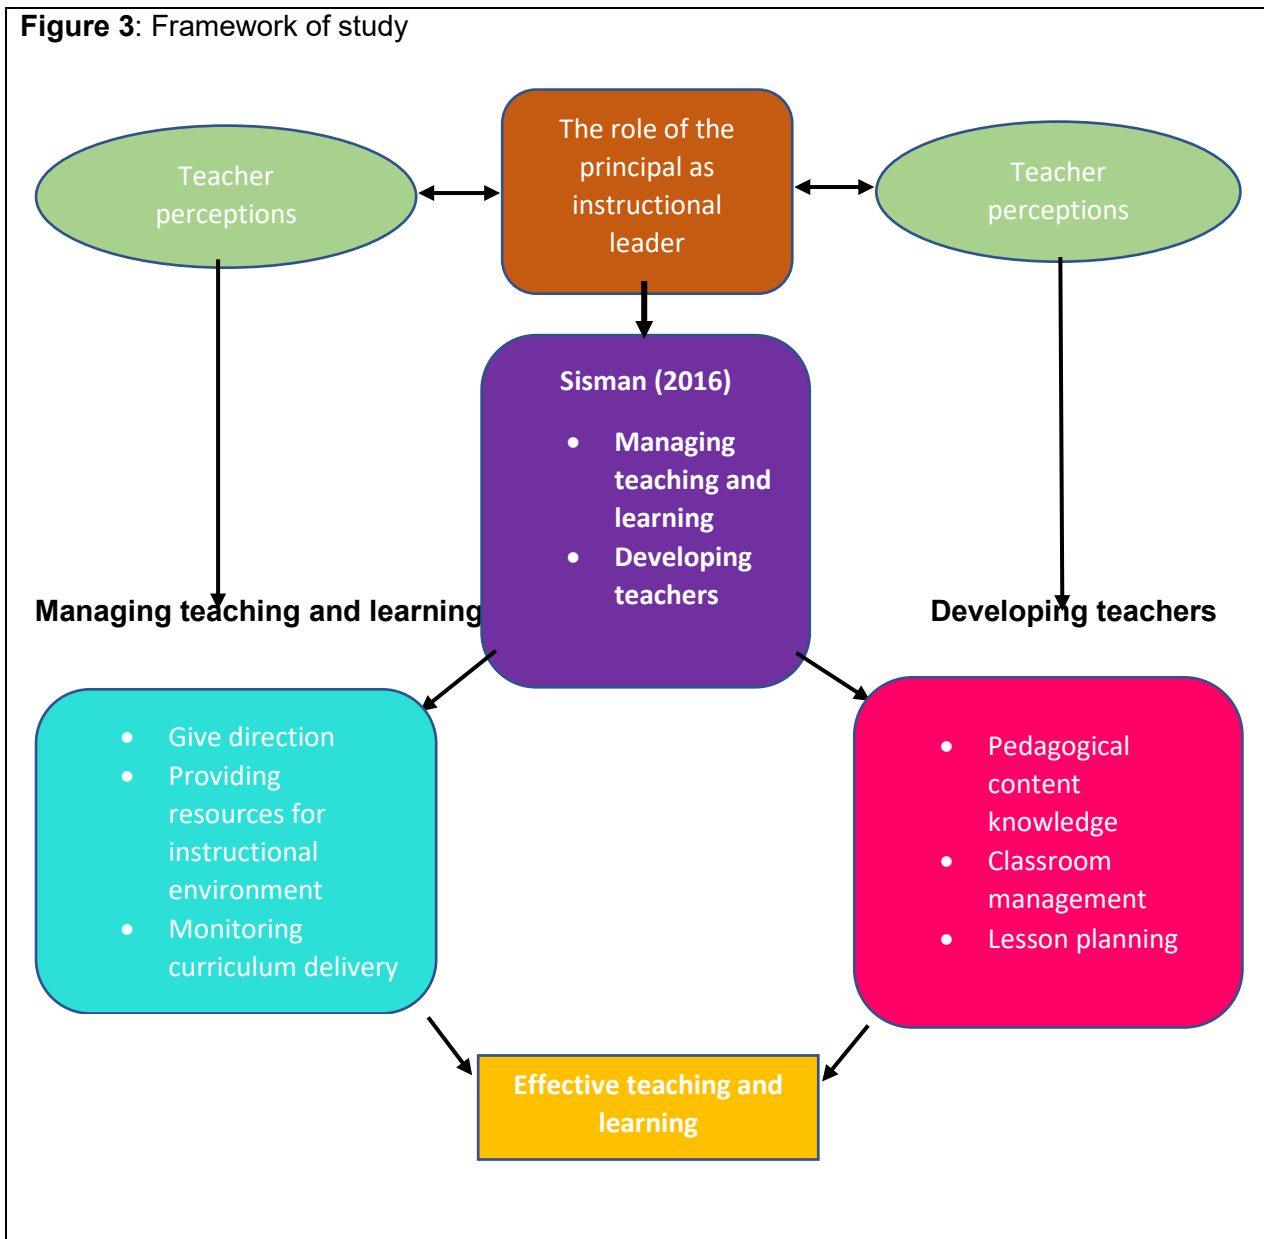 Figure 3: Framework of study
Teacher
perceptions
The role of the
principal as
instructional
leader
Teacher
perceptions
Sisman (2016)
• Managing
teaching and
learning
• Developing
teachers
Managing teaching and learning
Developing teachers
• Give direction
• Providing
resources for
instructional
environment
• Monitoring
curriculum delivery
• Pedagogical
content
knowledge
• Classroom
management
• Lesson planning
Effective teaching and
learning